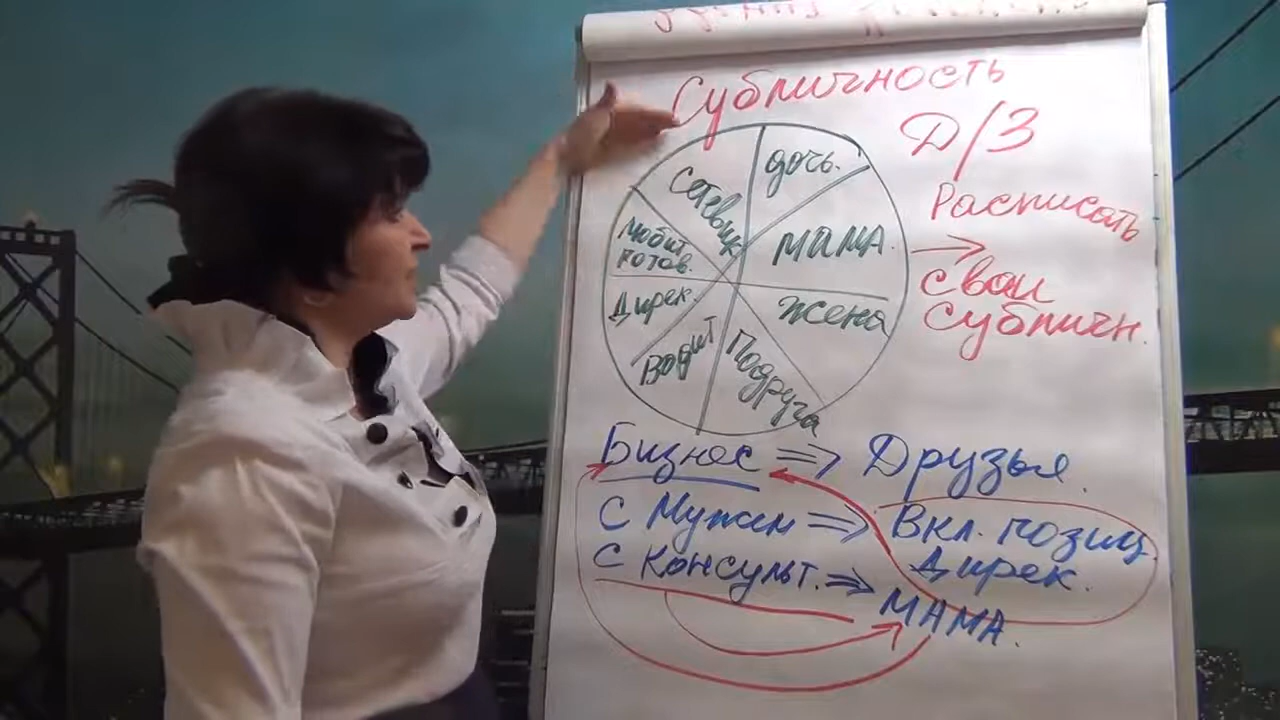 Субличность
Д/З
Расписать
свои
Субличн.
дочь.
Сетевик
мама.
Любит
готов.
Дирек.
жена
Водит
Подруга
Бизнес => Друзья.
С Мужем => Вкл. позиц.
Дирек.
С Консульт. => МАМА.